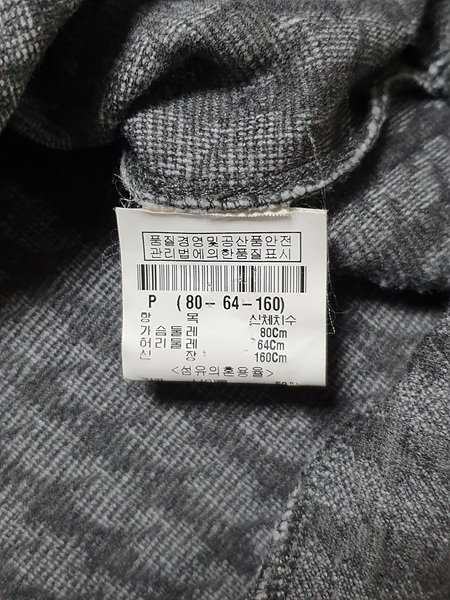 품질경영및공산품안전
관리법에의한품질표시
P (80-64-160)
항 목 신체치수
가슴둘레 80Cm
허리둘레 64Cm
신 장 160Cm
<섬유의혼용율>